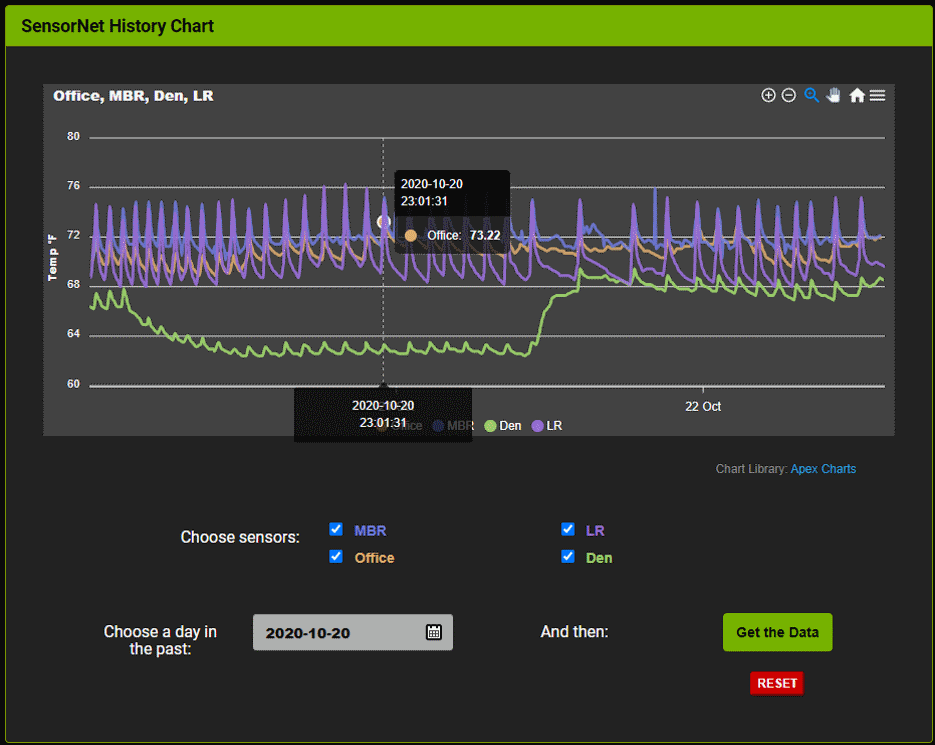 SensorNet History Chart
Office, MBR, Den, LR
80
76
72
68
64
60
Temp °F
2020-10-20
23:01:31
Office: 73.22
2020-10-20
23:01:31
22 Oct
Office MBR Den LR
Chart Library: Apex Charts
Choose sensors:
MBR
LR
Office
Den
Choose a day in
the past:
2020-10-20
And then:
Get the Data
RESET